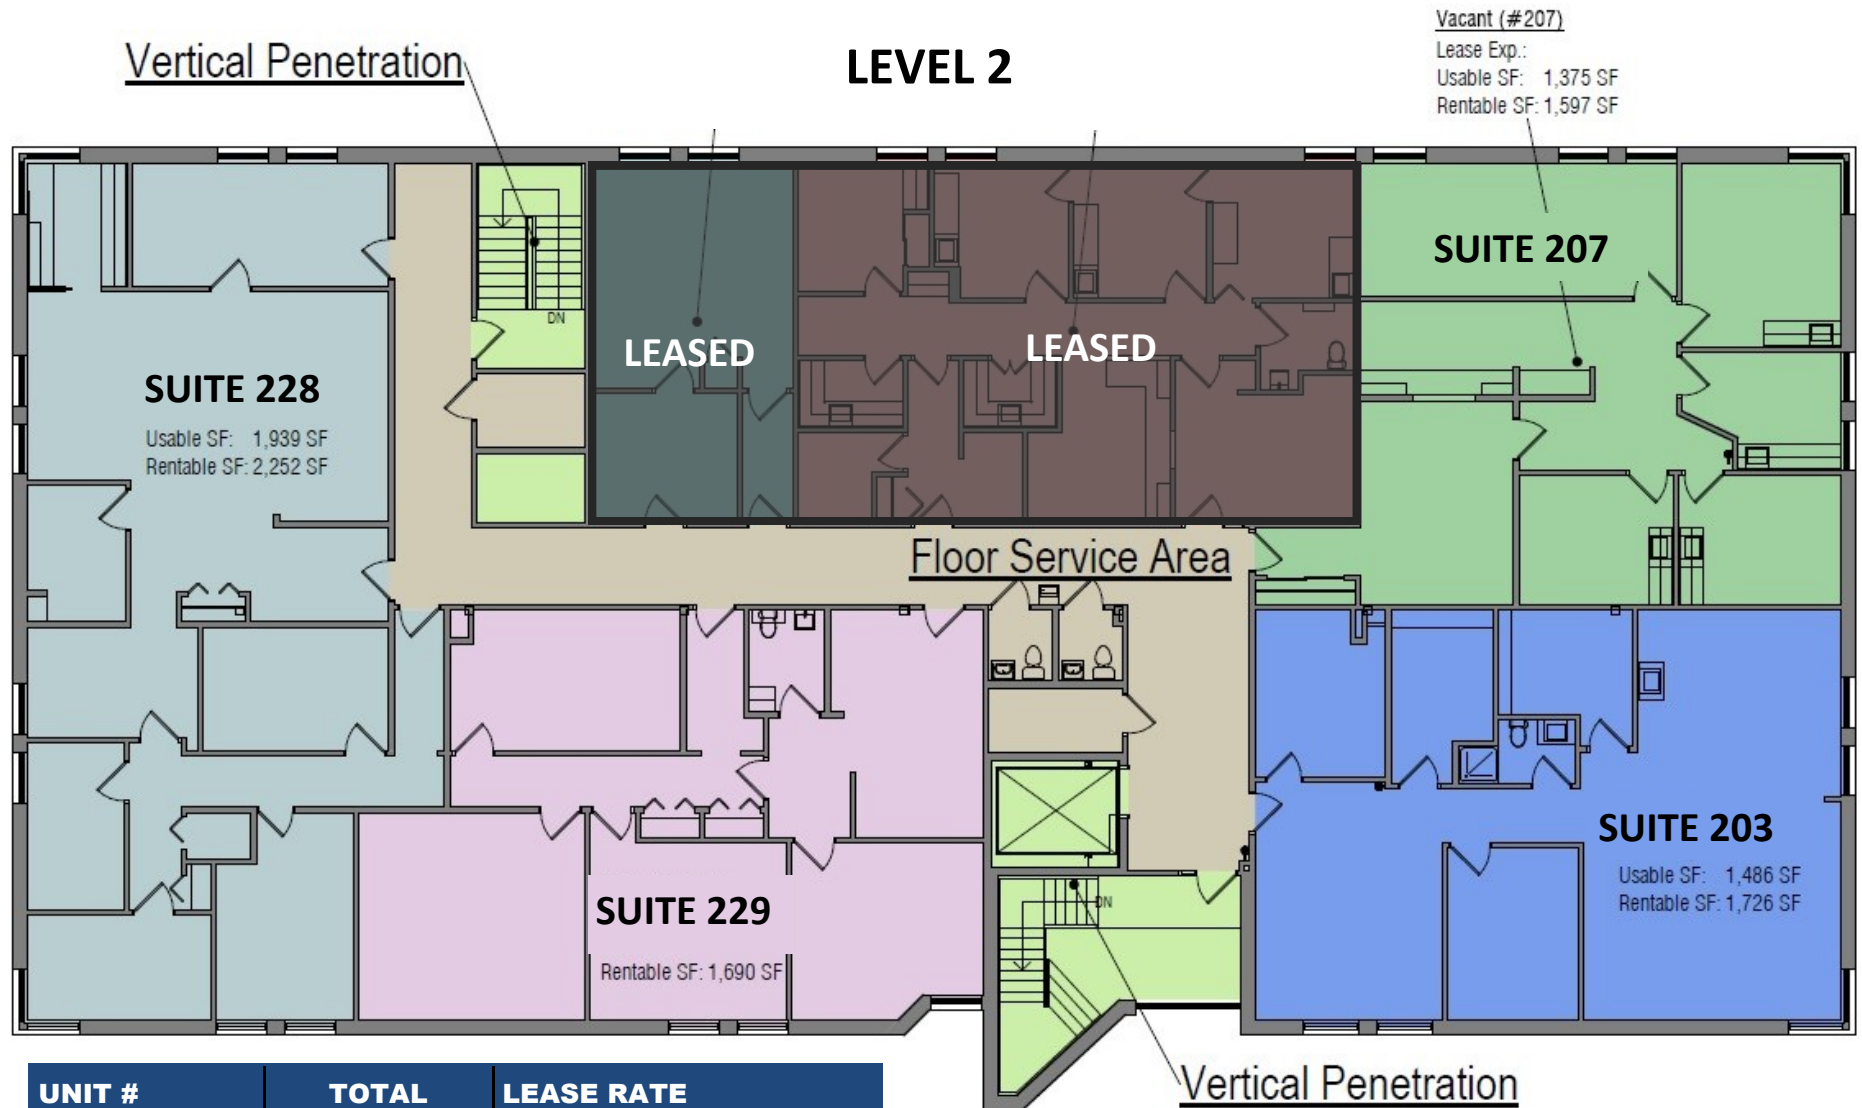 Vertical Penetration
LEVEL 2
Vacant (#207)
Lease Exp.:
Usable SF: 1,375 SF
Rentable SF: 1,597 SF
SUITE 207
DN
LEASED
LEASED
SUITE 228
Usable SF: 1,939 SF
Rentable SF: 2,252 SF
Floor Service Area
SUITE 203
Usable SF: 1,486 SF
Rentable SF: 1,726 SF
SUITE 229
Rentable SF: 1,690 SF
DN
Vertical Penetration
UNIT # TOTAL LEASE RATE